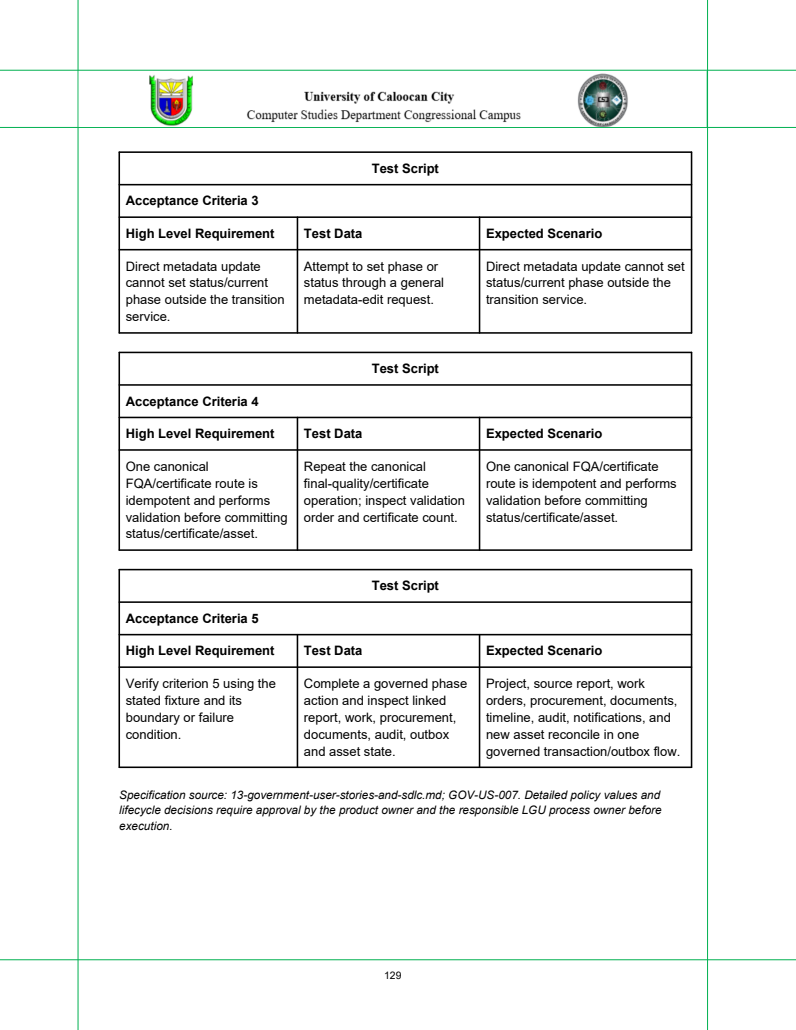 University of Caloocan City
Computer Studies Department Congressional Campus
Test Script
Acceptance Criteria 3
High Level Requirement
Test Data
Expected Scenario
Direct metadata update
cannot set status/current
phase outside the transition
service.
Attempt to set phase or
status through a general
metadata-edit request.
Direct metadata update cannot set
status/current phase outside the
transition service.
Test Script
Acceptance Criteria 4
High Level Requirement
Test Data
Expected Scenario
One canonical
FQA/certificate route is
idempotent and performs
validation before committing
status/certificate/asset.
Repeat the canonical
final-quality/certificate
operation; inspect validation
order and certificate count.
One canonical FQA/certificate
route is idempotent and performs
validation before committing
status/certificate/asset.
Test Script
Acceptance Criteria 5
High Level Requirement
Test Data
Expected Scenario
Verify criterion 5 using the
stated fixture and its
boundary or failure
condition.
Complete a governed phase
action and inspect linked
report, work, procurement,
documents, audit, outbox
and asset state.
Project, source report, work
orders, procurement, documents,
timeline, audit, notifications, and
new asset reconcile in one
governed transaction/outbox flow.
Specification source: 13-government-user-stories-and-sdlc.md; GOV-US-007. Detailed policy values and
lifecycle decisions require approval by the product owner and the responsible LGU process owner before
execution.
129